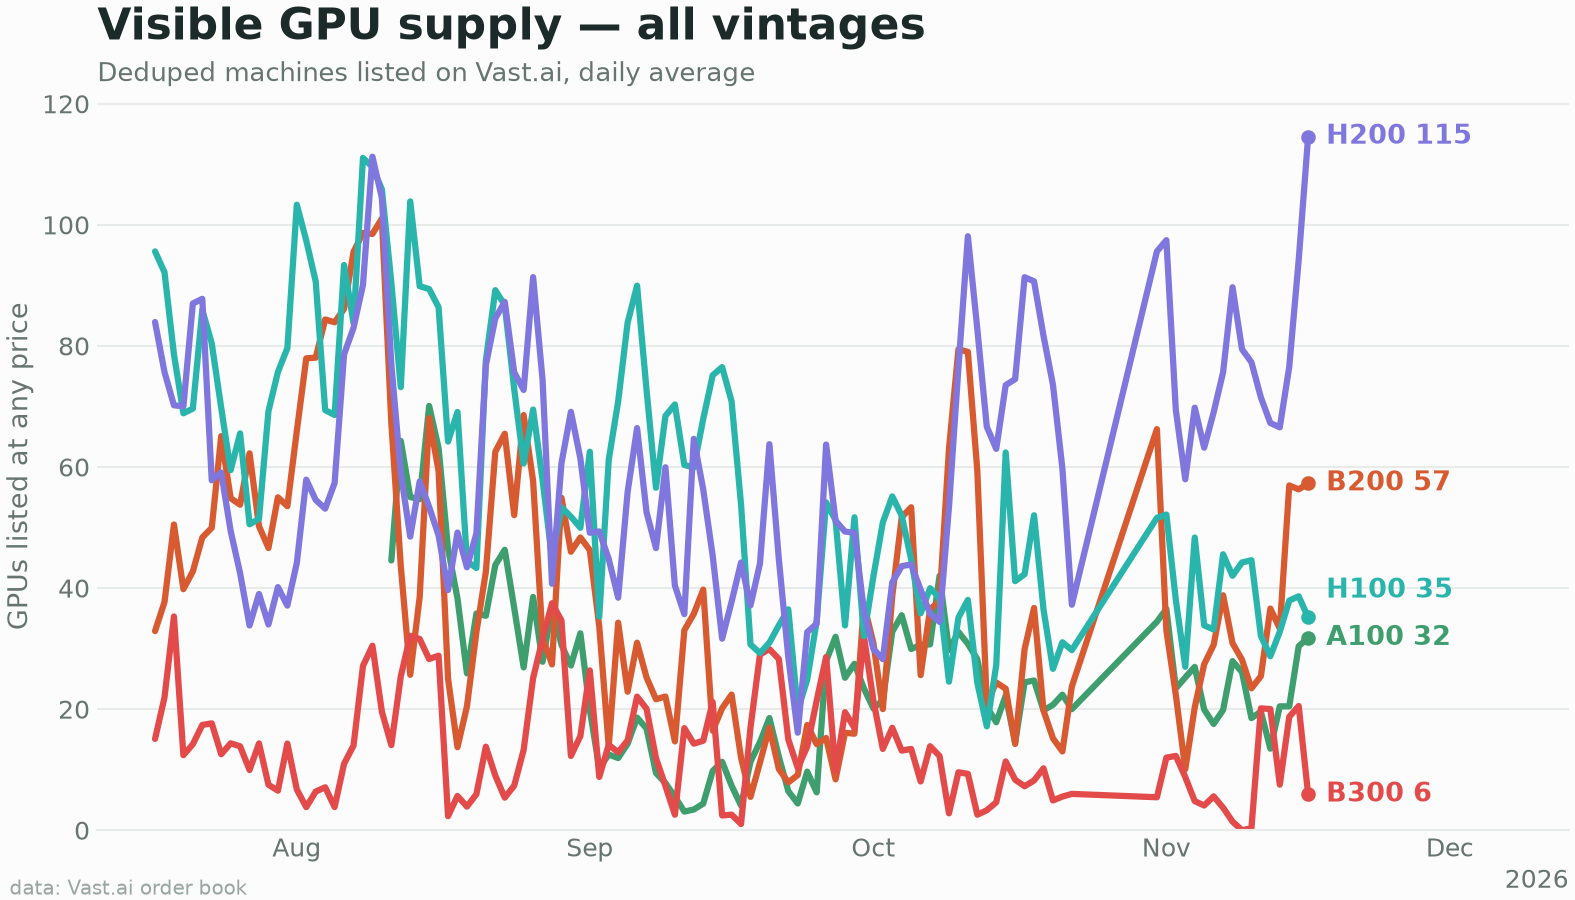 Visible GPU supply — all vintages
Deduped machines listed on Vast.ai, daily average
GPUs listed at any price
120
100
80
60
40
20
0
H200 115
B200 57
H100 35
A100 32
B300 6
Aug
Sep
Oct
Nov
Dec
2026
data: Vast.ai order book